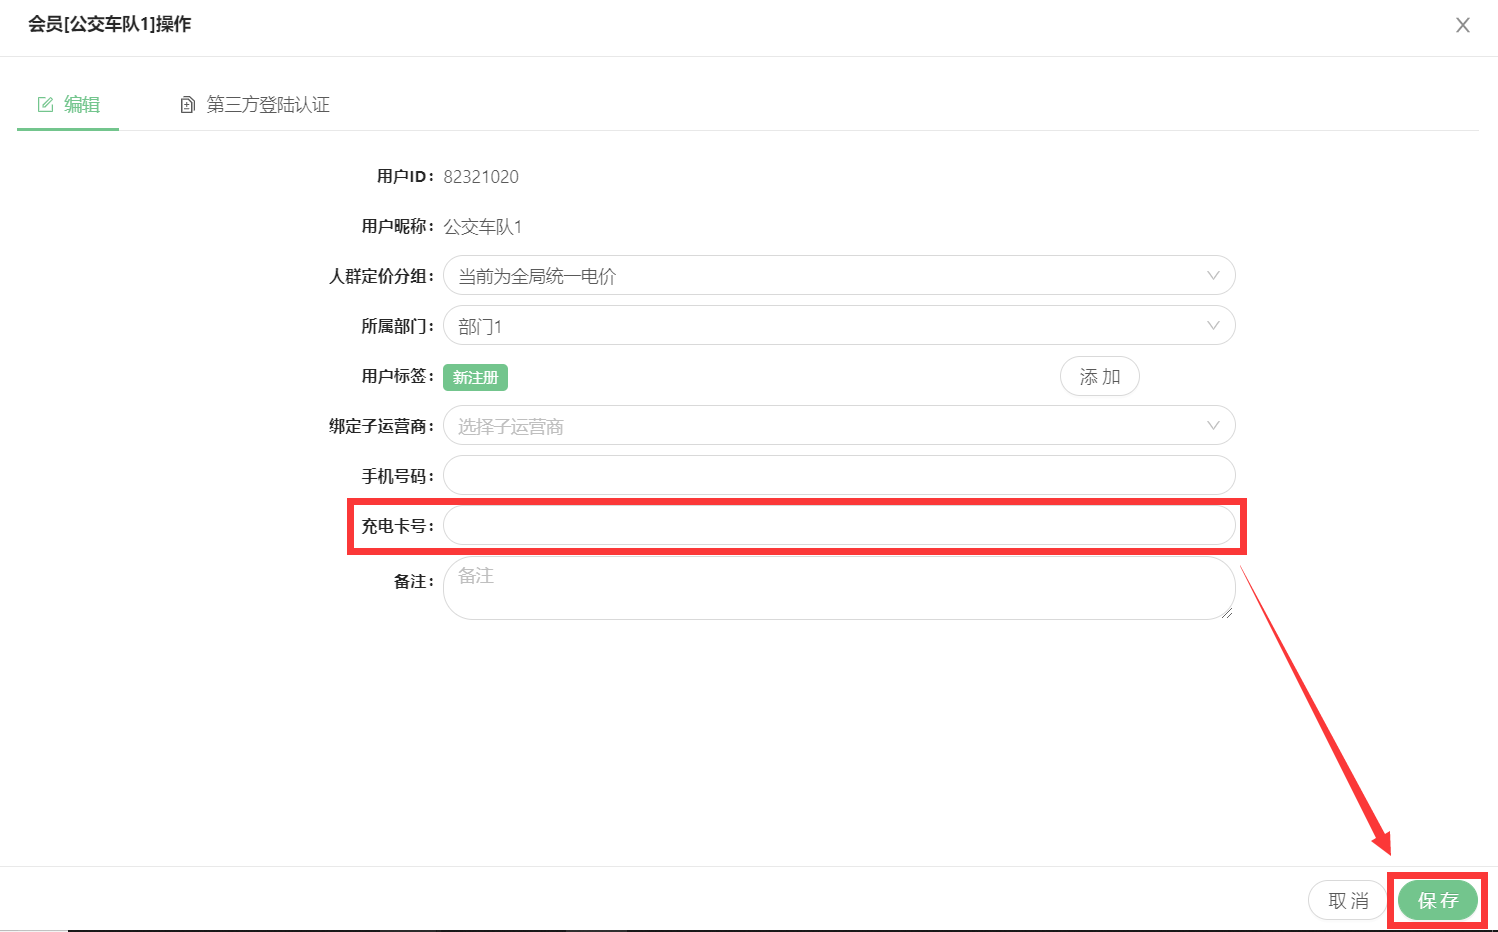 会员[公交车队1]操作
编辑
第三方登陆认证
用户ID： 82321020
用户昵称： 公交车队1
人群定价分组： 当前为全局统一电价
所属部门： 部门1
用户标签： 新注册 添 加
绑定子运营商： 选择子运营商
手机号码：
充电卡号：
备注： 备注
取 消 保 存